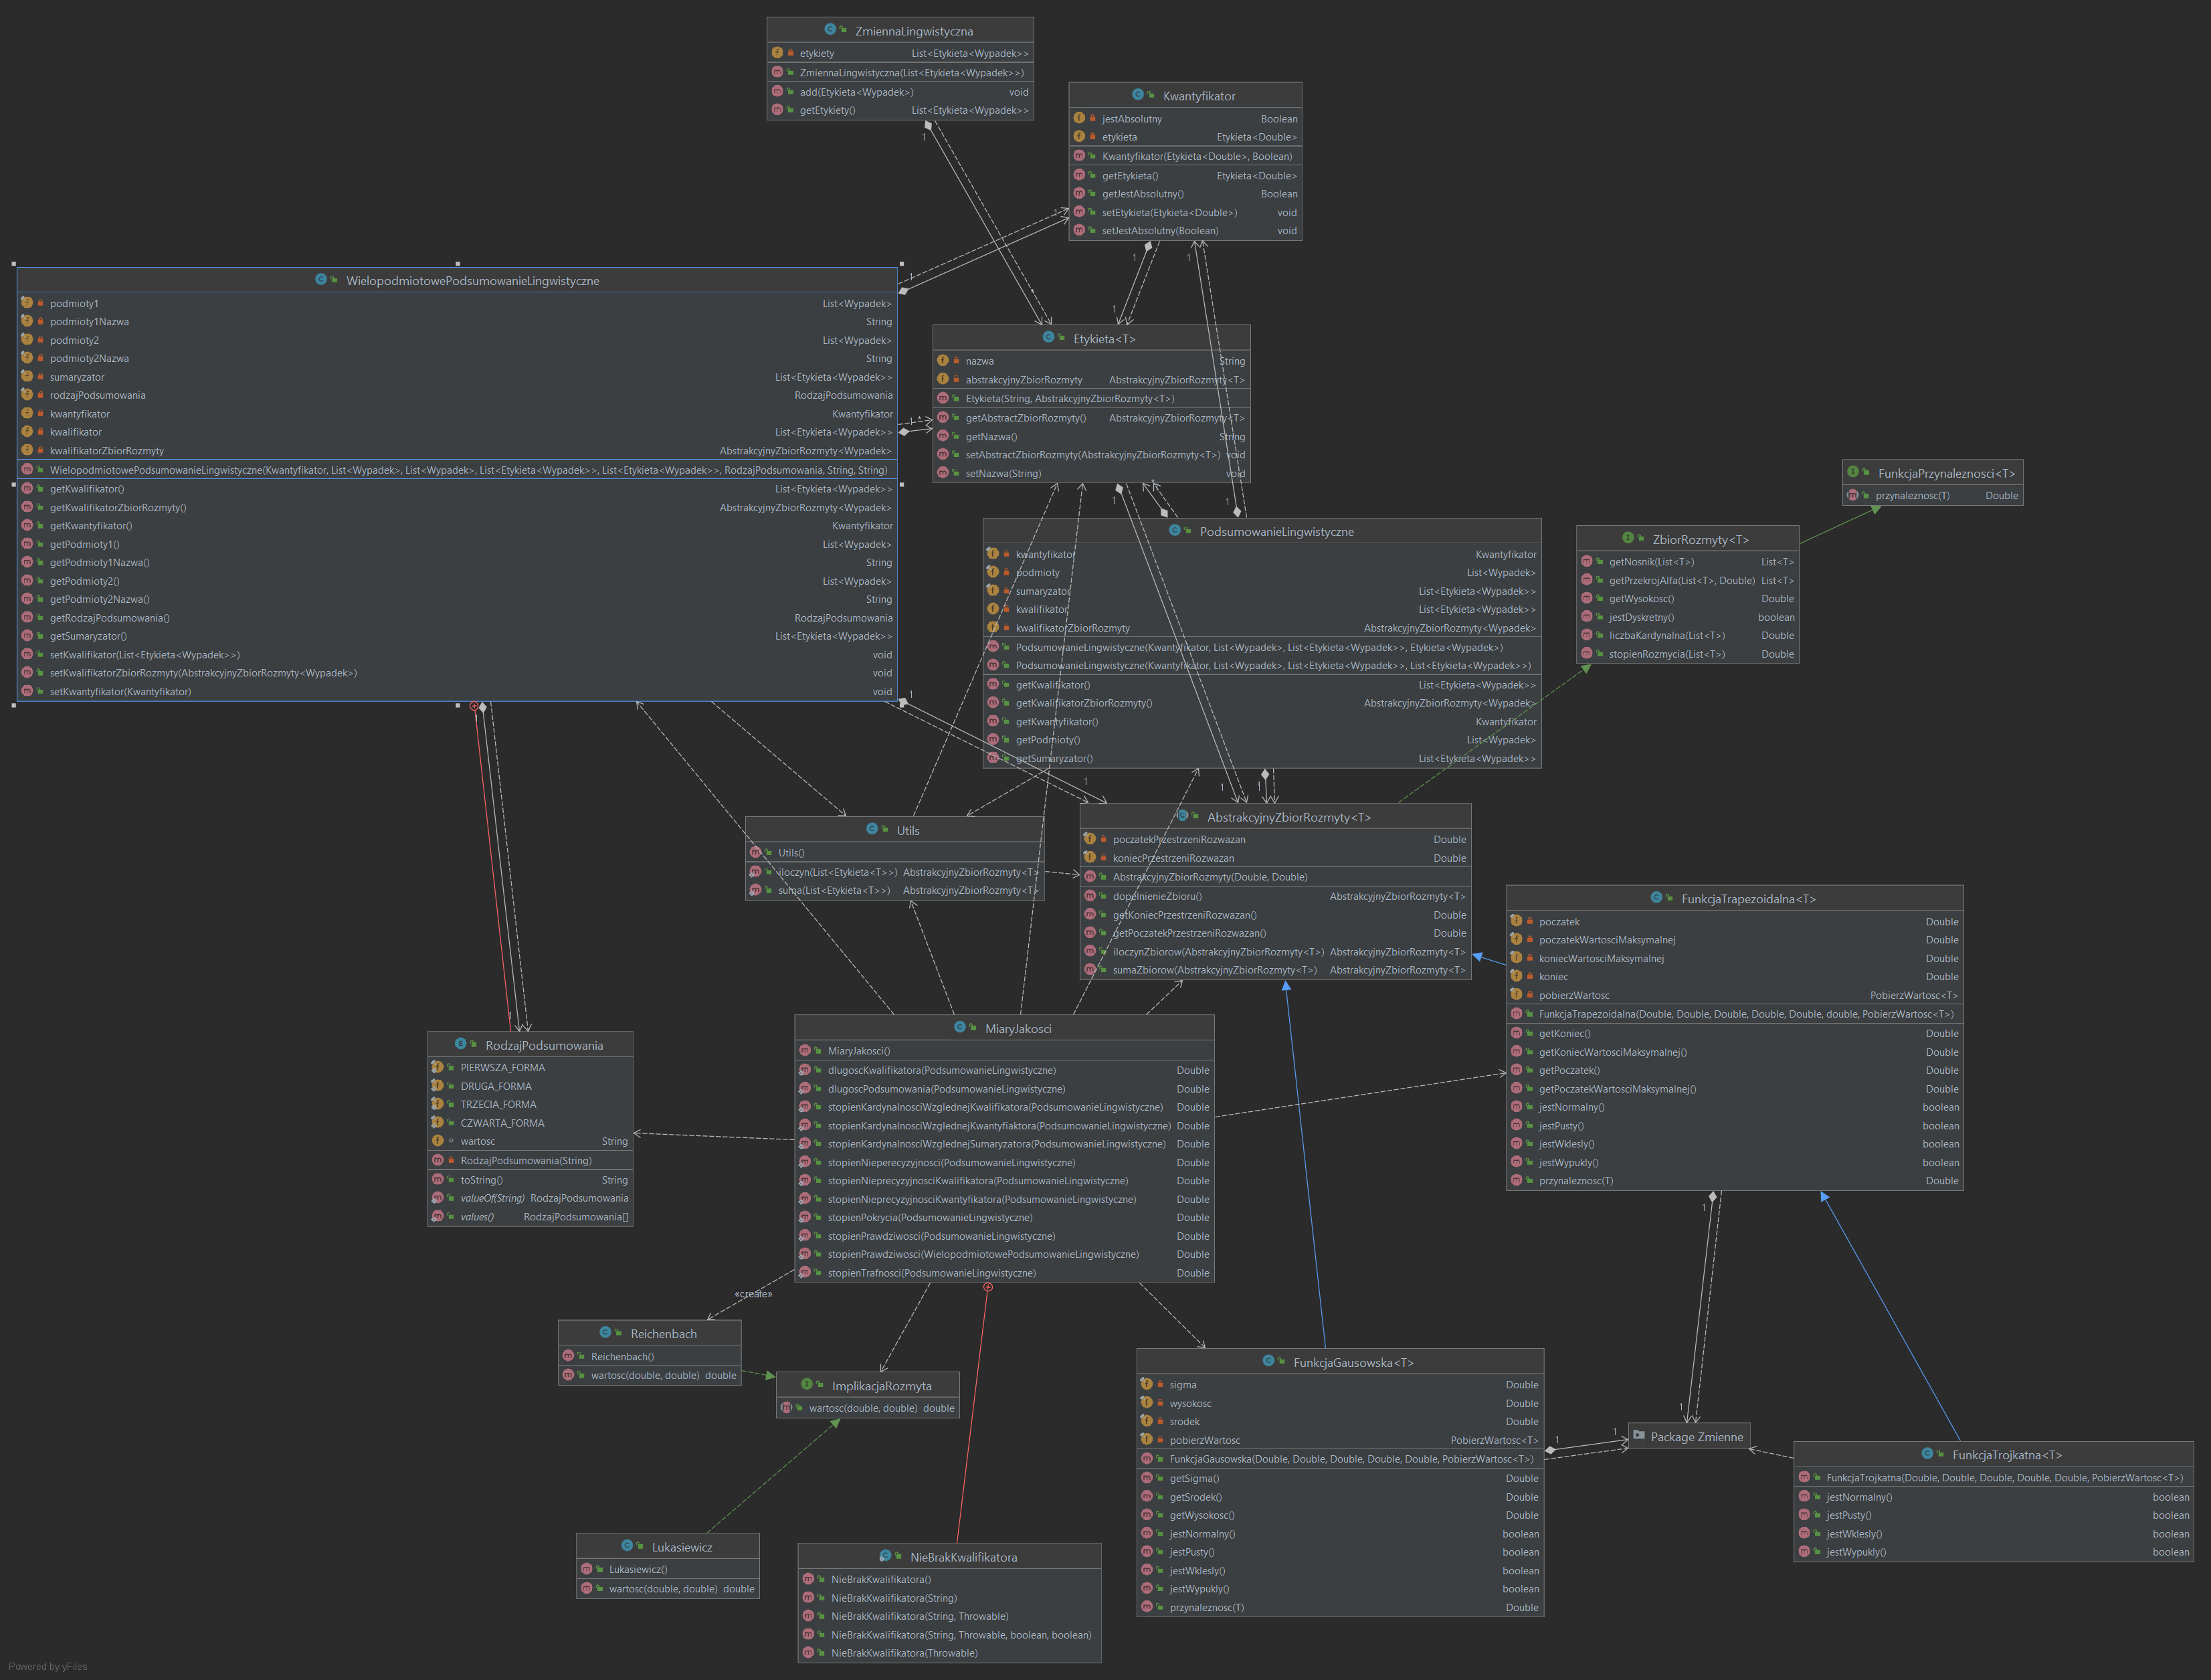 ZmiennaLingwistyczna
etykiety List<Etykieta<Wypadek>>
ZmiennaLingwistyczna(List<Etykieta<Wypadek>>)
add(Etykieta<Wypadek>) void
getEtykiety() List<Etykieta<Wypadek>>
Kwantyfikator
jestAbsolutny Boolean
etykieta Etykieta<Double>
Kwantyfikator(Etykieta<Double>, Boolean)
getEtykieta() Etykieta<Double>
getJestAbsolutny() Boolean
setEtykieta(Etykieta<Double>) void
setJestAbsolutny(Boolean) void
WielopodmiotowePodsumowanieLingwistyczne
podmioty1 List<Wypadek>
podmioty1Nazwa String
podmioty2 List<Wypadek>
podmioty2Nazwa String
sumaryzator List<Etykieta<Wypadek>>
rodzajPodsumowania RodzajPodsumowania
kwantyfikator Kwantyfikator
kwalifikator List<Etykieta<Wypadek>>
kwalifikatorZbiorRozmyty AbstrakcyjnyZbiorRozmyty<Wypadek>
WielopodmiotowePodsumowanieLingwistyczne(Kwantyfikator, List<Wypadek>, List<Wypadek>, List<Etykieta<Wypadek>>, List<Etykieta<Wypadek>>, RodzajPodsumowania, String, String)
getKwalifikator() List<Etykieta<Wypadek>>
getKwalifikatorZbiorRozmyty() AbstrakcyjnyZbiorRozmyty<Wypadek>
getKwantyfikator() Kwantyfikator
getPodmioty1() List<Wypadek>
getPodmioty1Nazwa() String
getPodmioty2() List<Wypadek>
getPodmioty2Nazwa() String
getRodzajPodsumowania() RodzajPodsumowania
getSumaryzator() List<Etykieta<Wypadek>>
setKwalifikator(List<Etykieta<Wypadek>>) void
setKwalifikatorZbiorRozmyty(AbstrakcyjnyZbiorRozmyty<Wypadek>) void
setKwantyfikator(Kwantyfikator) void
Etykieta<T>
nazwa String
abstrakcyjnyZbiorRozmyty AbstrakcyjnyZbiorRozmyty<T>
Etykieta(String, AbstrakcyjnyZbiorRozmyty<T>)
getAbstractZbiorRozmyty() AbstrakcyjnyZbiorRozmyty<T>
getNazwa() String
setAbstractZbiorRozmyty(AbstrakcyjnyZbiorRozmyty<T>) void
setNazwa(String) void
FunkcjaPrzynaleznosci<T>
przynaleznosc(T) Double
ZbiorRozmyty<T>
getNosnik(List<T>) List<T>
getPrzekrojAlfa(List<T>, Double) List<T>
getWysokosc() Double
jestDyskretny() boolean
liczbaKardynalna(List<T>) Double
stopienRozmycia(List<T>) Double
PodsumowanieLingwistyczne
kwantyfikator Kwantyfikator
podmioty List<Wypadek>
sumaryzator List<Etykieta<Wypadek>>
kwalifikator List<Etykieta<Wypadek>>
kwalifikatorZbiorRozmyty AbstrakcyjnyZbiorRozmyty<Wypadek>
PodsumowanieLingwistyczne(Kwantyfikator, List<Wypadek>, List<Etykieta<Wypadek>>, Etykieta<Wypadek>)
PodsumowanieLingwistyczne(Kwantyfikator, List<Wypadek>, List<Etykieta<Wypadek>>, List<Etykieta<Wypadek>>)
getKwalifikator() List<Etykieta<Wypadek>>
getKwalifikatorZbiorRozmyty() AbstrakcyjnyZbiorRozmyty<Wypadek>
getKwantyfikator() Kwantyfikator
getPodmioty() List<Wypadek>
getSumaryzator() List<Etykieta<Wypadek>>
Utils
Utils()
iloczyn(List<Etykieta<T>>) AbstrakcyjnyZbiorRozmyty<T>
suma(List<Etykieta<T>>) AbstrakcyjnyZbiorRozmyty<T>
AbstrakcyjnyZbiorRozmyty<T>
poczatekPrzestrzeniRozwazan Double
koniecPrzestrzeniRozwazan Double
AbstrakcyjnyZbiorRozmyty(Double, Double)
dopelnienieZbioru() AbstrakcyjnyZbiorRozmyty<T>
getKoniecPrzestrzeniRozwazan() Double
getPoczatekPrzestrzeniRozwazan() Double
iloczynZbiorow(AbstrakcyjnyZbiorRozmyty<T>) AbstrakcyjnyZbiorRozmyty<T>
sumaZbiorow(AbstrakcyjnyZbiorRozmyty<T>) AbstrakcyjnyZbiorRozmyty<T>
FunkcjaTrapezoidalna<T>
poczatek Double
poczatekWartosciMaksymalnej Double
koniecWartosciMaksymalnej Double
koniec Double
pobierzWartosc PobierzWartosc<T>
FunkcjaTrapezoidalna(Double, Double, Double, Double, Double, double, PobierzWartosc<T>)
getKoniec() Double
getKoniecWartosciMaksymalnej() Double
getPoczatek() Double
getPoczatekWartosciMaksymalnej() Double
jestNormalny() boolean
jestPusty() boolean
jestWklesly() boolean
jestWypukly() boolean
przynaleznosc(T) Double
RodzajPodsumowania
PIERWSZA_FORMA
DRUGA_FORMA
TRZECIA_FORMA
CZWARTA_FORMA
wartosc String
RodzajPodsumowania(String)
toString() String
valueOf(String) RodzajPodsumowania
values() RodzajPodsumowania[]
MiaryJakosci
MiaryJakosci()
dlugoscKwalifikatora(PodsumowanieLingwistyczne) Double
dlugoscPodsumowania(PodsumowanieLingwistyczne) Double
stopienKardynalnosciWzglednejKwalifikatora(PodsumowanieLingwistyczne) Double
stopienKardynalnosciWzglednejKwantyfiaktora(PodsumowanieLingwistyczne) Double
stopienKardynalnosciWzglednejSumaryzatora(PodsumowanieLingwistyczne) Double
stopienNieperecyzyjnosci(PodsumowanieLingwistyczne) Double
stopienNieprecyzyjnosciKwalifikatora(PodsumowanieLingwistyczne) Double
stopienNieprecyzyjnosciKwantyfikatora(PodsumowanieLingwistyczne) Double
stopienPokrycia(PodsumowanieLingwistyczne) Double
stopienPrawdziwosci(PodsumowanieLingwistyczne) Double
stopienPrawdziwosci(WielopodmiotowePodsumowanieLingwistyczne) Double
stopienTrafnosci(PodsumowanieLingwistyczne) Double
«create»
Reichenbach
Reichenbach()
wartosc(double, double) double
ImplikacjaRozmyta
wartosc(double, double) double
FunkcjaGausowska<T>
sigma Double
wysokosc Double
srodek Double
pobierzWartosc PobierzWartosc<T>
FunkcjaGausowska(Double, Double, Double, Double, Double, PobierzWartosc<T>)
getSigma() Double
getSrodek() Double
getWysokosc() Double
jestNormalny() boolean
jestPusty() boolean
jestWklesly() boolean
jestWypukly() boolean
przynaleznosc(T) Double
Package Zmienne
FunkcjaTrojkatna<T>
FunkcjaTrojkatna(Double, Double, Double, Double, Double, PobierzWartosc<T>)
jestNormalny() boolean
jestPusty() boolean
jestWklesly() boolean
jestWypukly() boolean
Lukasiewicz
Lukasiewicz()
wartosc(double, double) double
NieBrakKwalifikatora
NieBrakKwalifikatora()
NieBrakKwalifikatora(String)
NieBrakKwalifikatora(String, Throwable)
NieBrakKwalifikatora(String, Throwable, boolean, boolean)
NieBrakKwalifikatora(Throwable)
Powered by yFiles